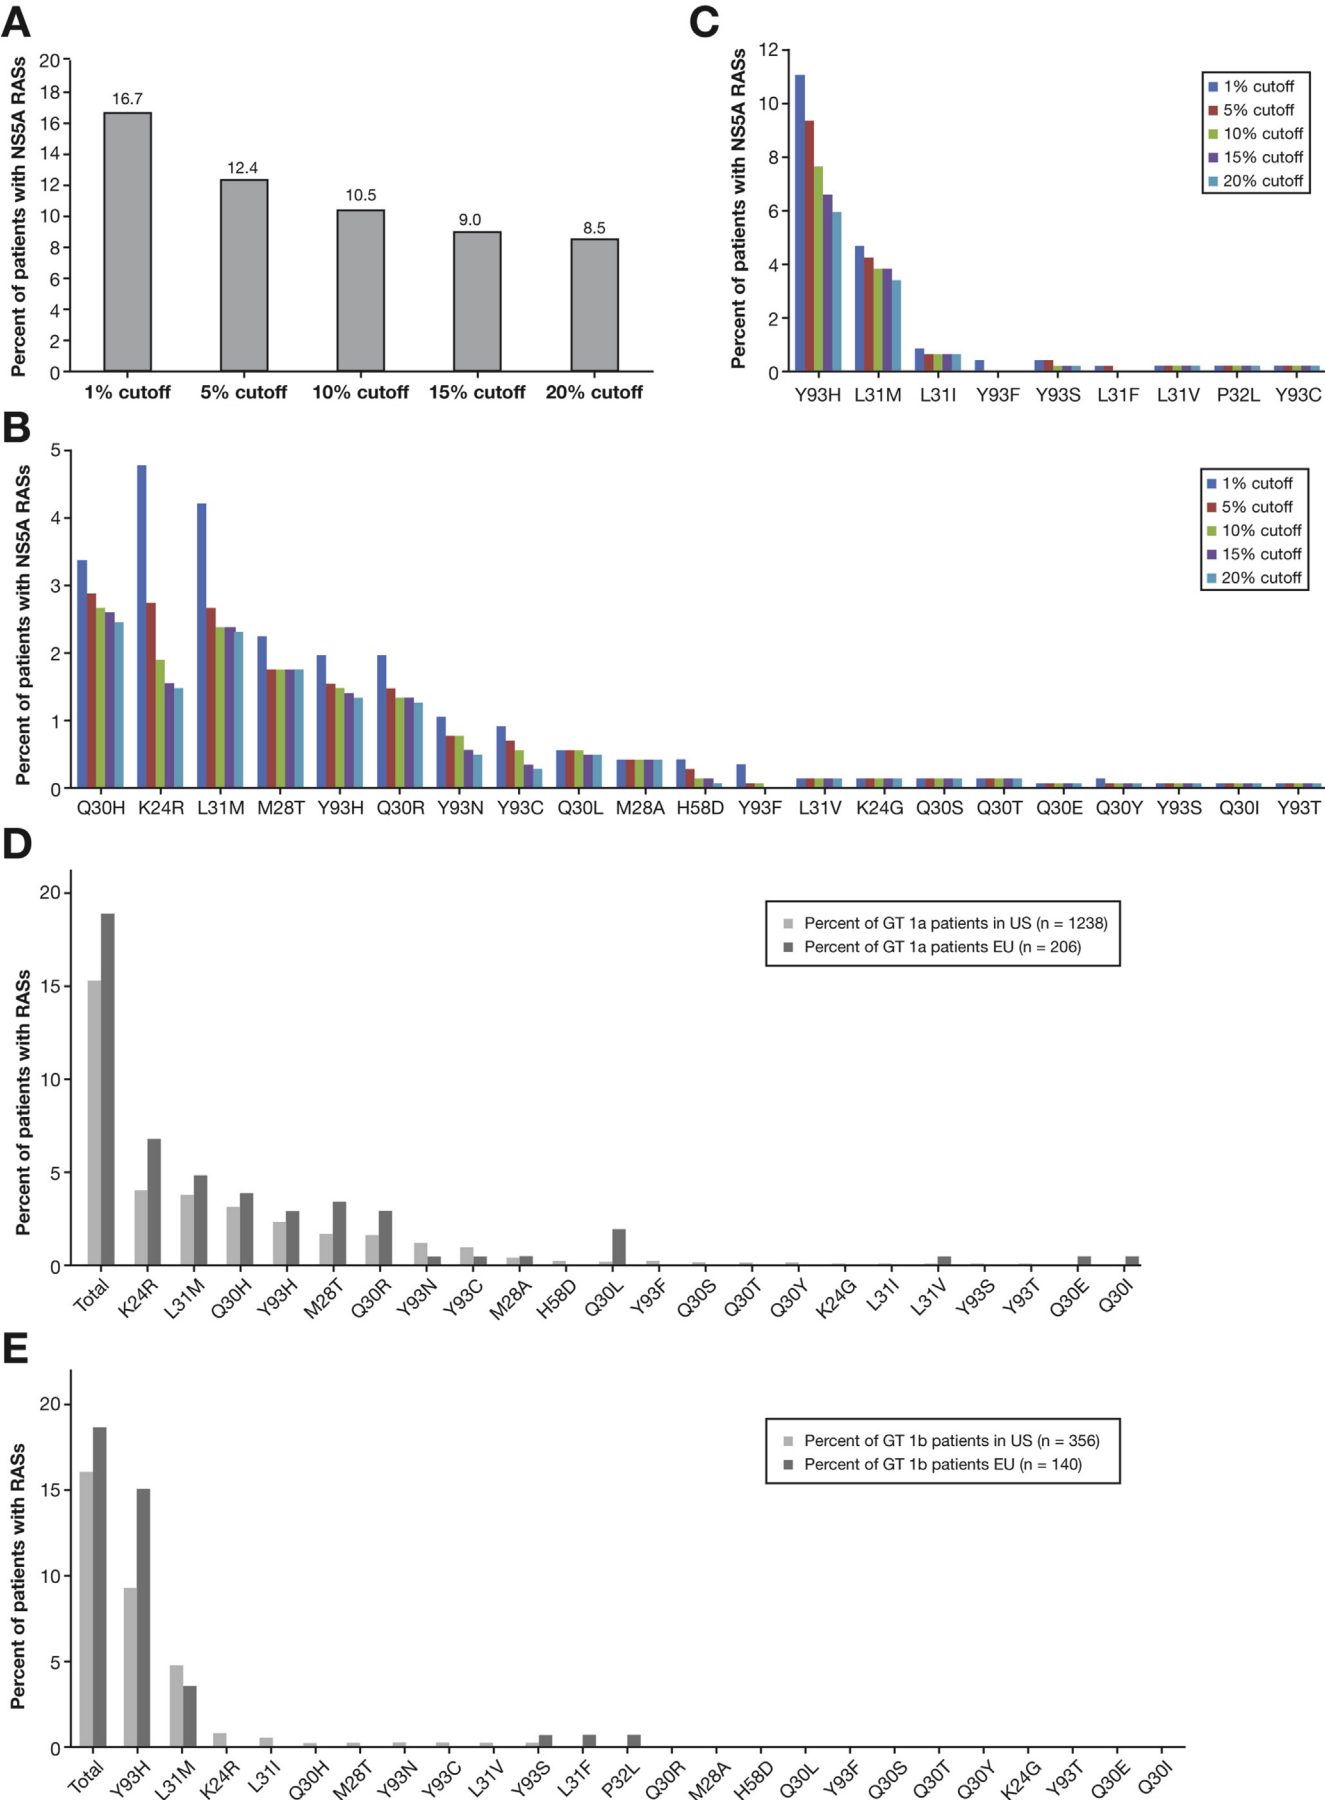 A
Percent of patients with NS5A RASs
20
18
16
14
12
10
8
6
4
2
0
16.7
12.4
10.5
9.0
8.5
1% cutoff 5% cutoff 10% cutoff 15% cutoff 20% cutoff
C
Percent of patients with NS5A RASs
12
10
8
6
4
2
0
1% cutoff
5% cutoff
10% cutoff
15% cutoff
20% cutoff
Y93H L31M L31I Y93F Y93S L31F L31V P32L Y93C
B
Percent of patients with NS5A RASs
5
4
3
2
1
0
1% cutoff
5% cutoff
10% cutoff
15% cutoff
20% cutoff
Q30H K24R L31M M28T Y93H Q30R Y93N Y93C Q30L M28A H58D Y93F L31V K24G Q30S Q30T Q30E Q30Y Y93S Q30I Y93T
D
Percent of patients with RASs
20
15
10
5
0
Percent of GT 1a patients in US (n = 1238)
Percent of GT 1a patients EU (n = 206)
Total K24R L31M Q30H Y93H M28T Q30R Y93N Y93C M28A H58D Q30L Y93F Q30S Q30T Q30Y K24G L31I L31V Y93S Y93T Q30E Q30I
E
Percent of patients with RASs
20
15
10
5
0
Percent of GT 1b patients in US (n = 356)
Percent of GT 1b patients EU (n = 140)
Total Y93H L31M K24R L31I Q30H M28T Y93N Y93C L31V Y93S L31F P32L Q30R M28A H58D Q30L Y93F Q30S Q30T Q30Y K24G Y93T Q30E Q30I